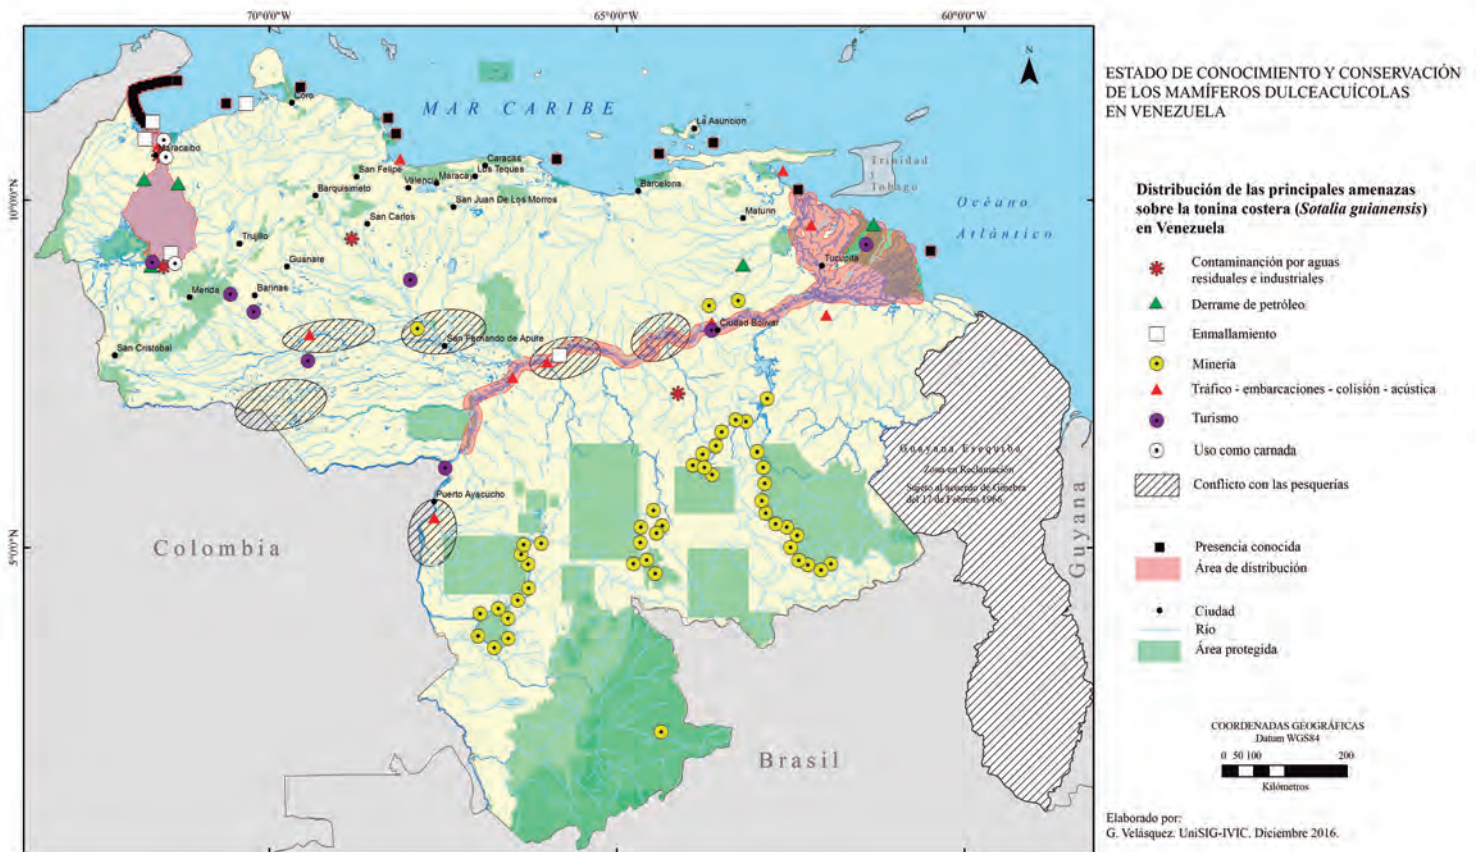 70°0'0"W
65°0'0"W
60°0'0"W
10°0'0"N
5°0'0"N
N
MAR CARIBE
Océano
Atlántico
Trinidad
y
Tobago
Coro
Maracaibo
La Asuncion
San Felipe
Caracas
Los Teques
Maracay
Valencia
Barquisimeto
San Juan De Los Morros
Barcelona
San Carlos
Maturin
Trujillo
Guanare
Tucupita
Merida
Barinas
Ciudad Bolivar
San Cristobal
San Fernando de Apure
Puerto Ayacucho
Guayana Esequiba
Zona en Reclamación
Sujeto al acuerdo de Ginebra
del 17 de Febrero 1966
Colombia
Guyana
Brasil
ESTADO DE CONOCIMIENTO Y CONSERVACIÓN
DE LOS MAMÍFEROS DULCEACUÍCOLAS
EN VENEZUELA
Distribución de las principales amenazas
sobre la tonina costera (Sotalia guianensis)
en Venezuela
Contaminanción por aguas
residuales e industriales
Derrame de petróleo
Enmallamiento
Minería
Tráfico - embarcaciones - colisión - acústica
Turismo
Uso como carnada
Conflicto con las pesquerías
Presencia conocida
Área de distribución
Ciudad
Río
Área protegida
COORDENADAS GEOGRÁFICAS
Datum WGS84
0 50 100 200
Kilómetros
Elaborado por:
G. Velásquez. UniSIG-IVIC. Diciembre 2016.